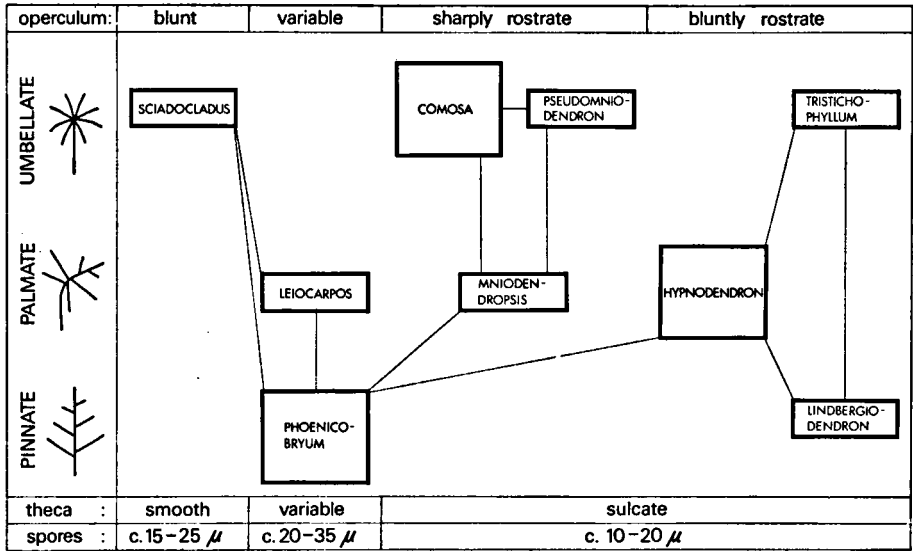 operculum: blunt variable sharply rostrate bluntly rostrate
UMBELLATE
SCIADOCLADUS
COMOSA
PSEUDOMNIO-
DENDRON
TRISTICHO-
PHYLLUM
PALMATE
LEIOCARPOS
MNIODEN-
DROPSIS
HYPNODENDRON
PINNATE
PHOENICO-
BRYUM
LINDBERGIO-
DENDRON
theca : smooth variable sulcate
spores : c. 15-25 μ c. 20-35 μ c. 10-20 μ